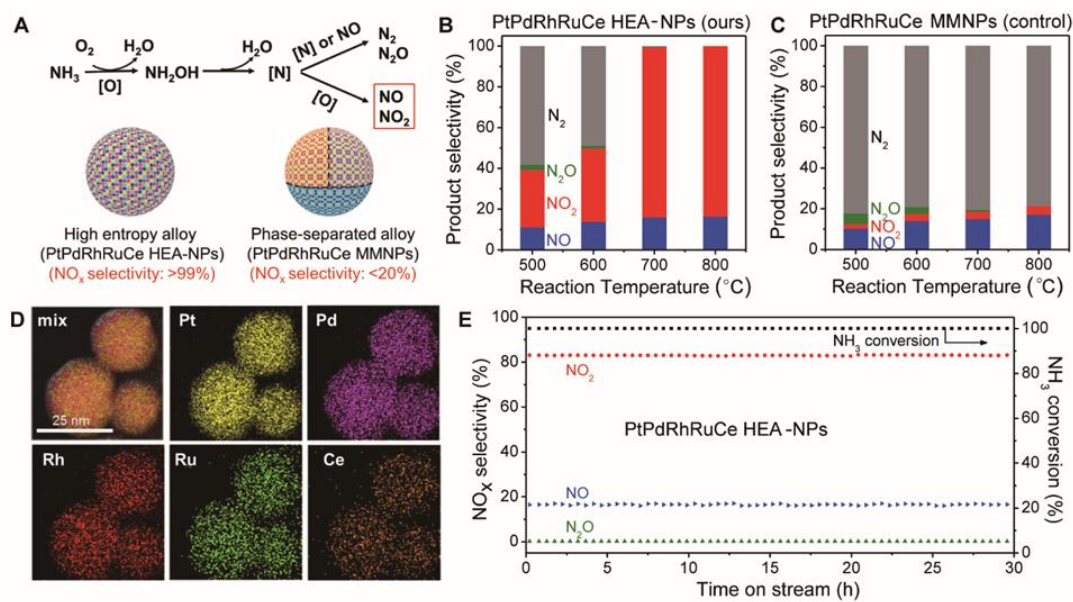 A
O₂
H₂O
NH₃
[O]
NH₂OH
H₂O
[N]
[N] or NO
N₂
N₂O
[O]
NO
NO₂
High entropy alloy
(PtPdRhRuCe HEA-NPs)
(NOₓ selectivity: >99%)
Phase-separated alloy
(PtPdRhRuCe MMNPs)
(NOₓ selectivity: <20%)
B
PtPdRhRuCe HEA-NPs (ours)
Product selectivity (%)
100
80
60
40
20
0
N₂
N₂O
NO₂
NO
500 600 700 800
Reaction Temperature (°C)
C
PtPdRhRuCe MMNPs (control)
Product selectivity (%)
100
80
60
40
20
0
N₂
N₂O
NO₂
NO
500 600 700 800
Reaction Temperature (°C)
D
mix
25 nm
Pt
Pd
Rh
Ru
Ce
E
NOₓ selectivity (%)
100
80
60
40
20
0
NH₃ conversion
NO₂
PtPdRhRuCe HEA-NPs
NO
N₂O
100
80
60
40
20
0
NH₃ conversion (%)
0 5 10 15 20 25 30
Time on stream (h)